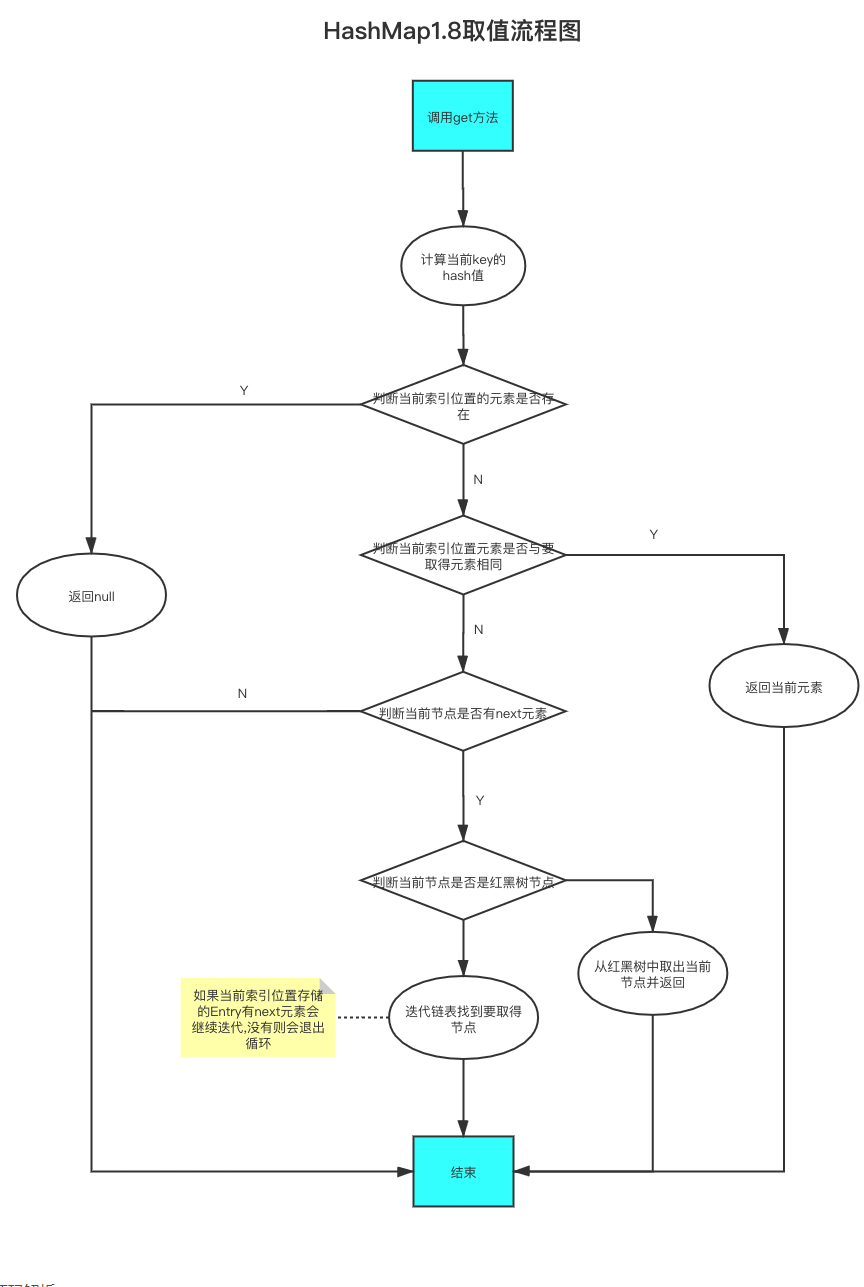 HashMap1.8取值流程图
调用get方法
计算当前key的
hash值
判断当前索引位置的元素是否存
在
Y
N
判断当前索引位置元素是否与要
取得元素相同
Y
返回null
N
返回当前元素
N
判断当前节点是否有next元素
Y
判断当前节点是否是红黑树节点
从红黑树中取出当前
节点并返回
如果当前索引位置存储
的Entry有next元素会
继续迭代,没有则会退出
循环
迭代链表找到要取得
节点
结束